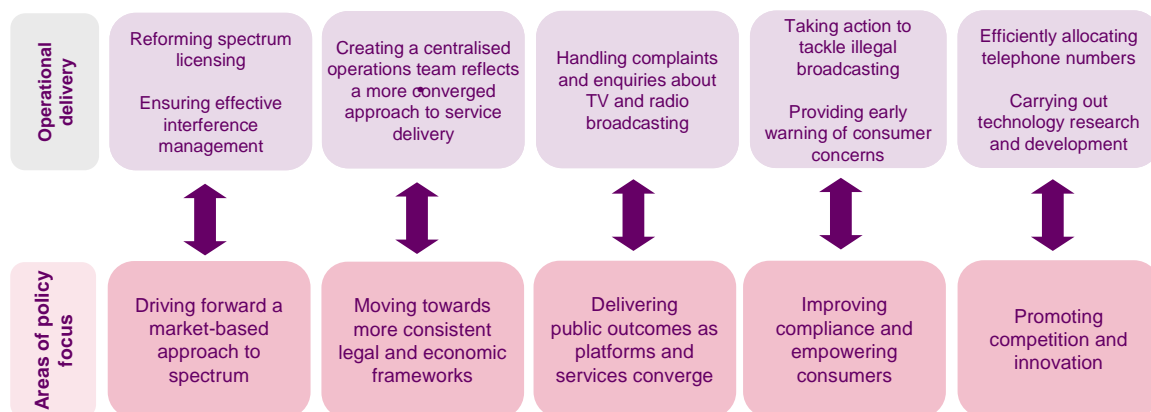 Operational
delivery
Reforming spectrum
licensing
Ensuring effective
interference
management
Creating a centralised
operations team reflects
a more converged
approach to service
delivery
Handling complaints
and enquiries about
TV and radio
broadcasting
Taking action to
tackle illegal
broadcasting
Providing early
warning of consumer
concerns
Efficiently allocating
telephone numbers
Carrying out
technology research
and development
Areas of policy
focus
Driving forward a
market-based
approach to
spectrum
Moving towards
more consistent
legal and economic
frameworks
Delivering
public outcomes as
platforms and
services converge
Improving
compliance and
empowering
consumers
Promoting
competition and
innovation